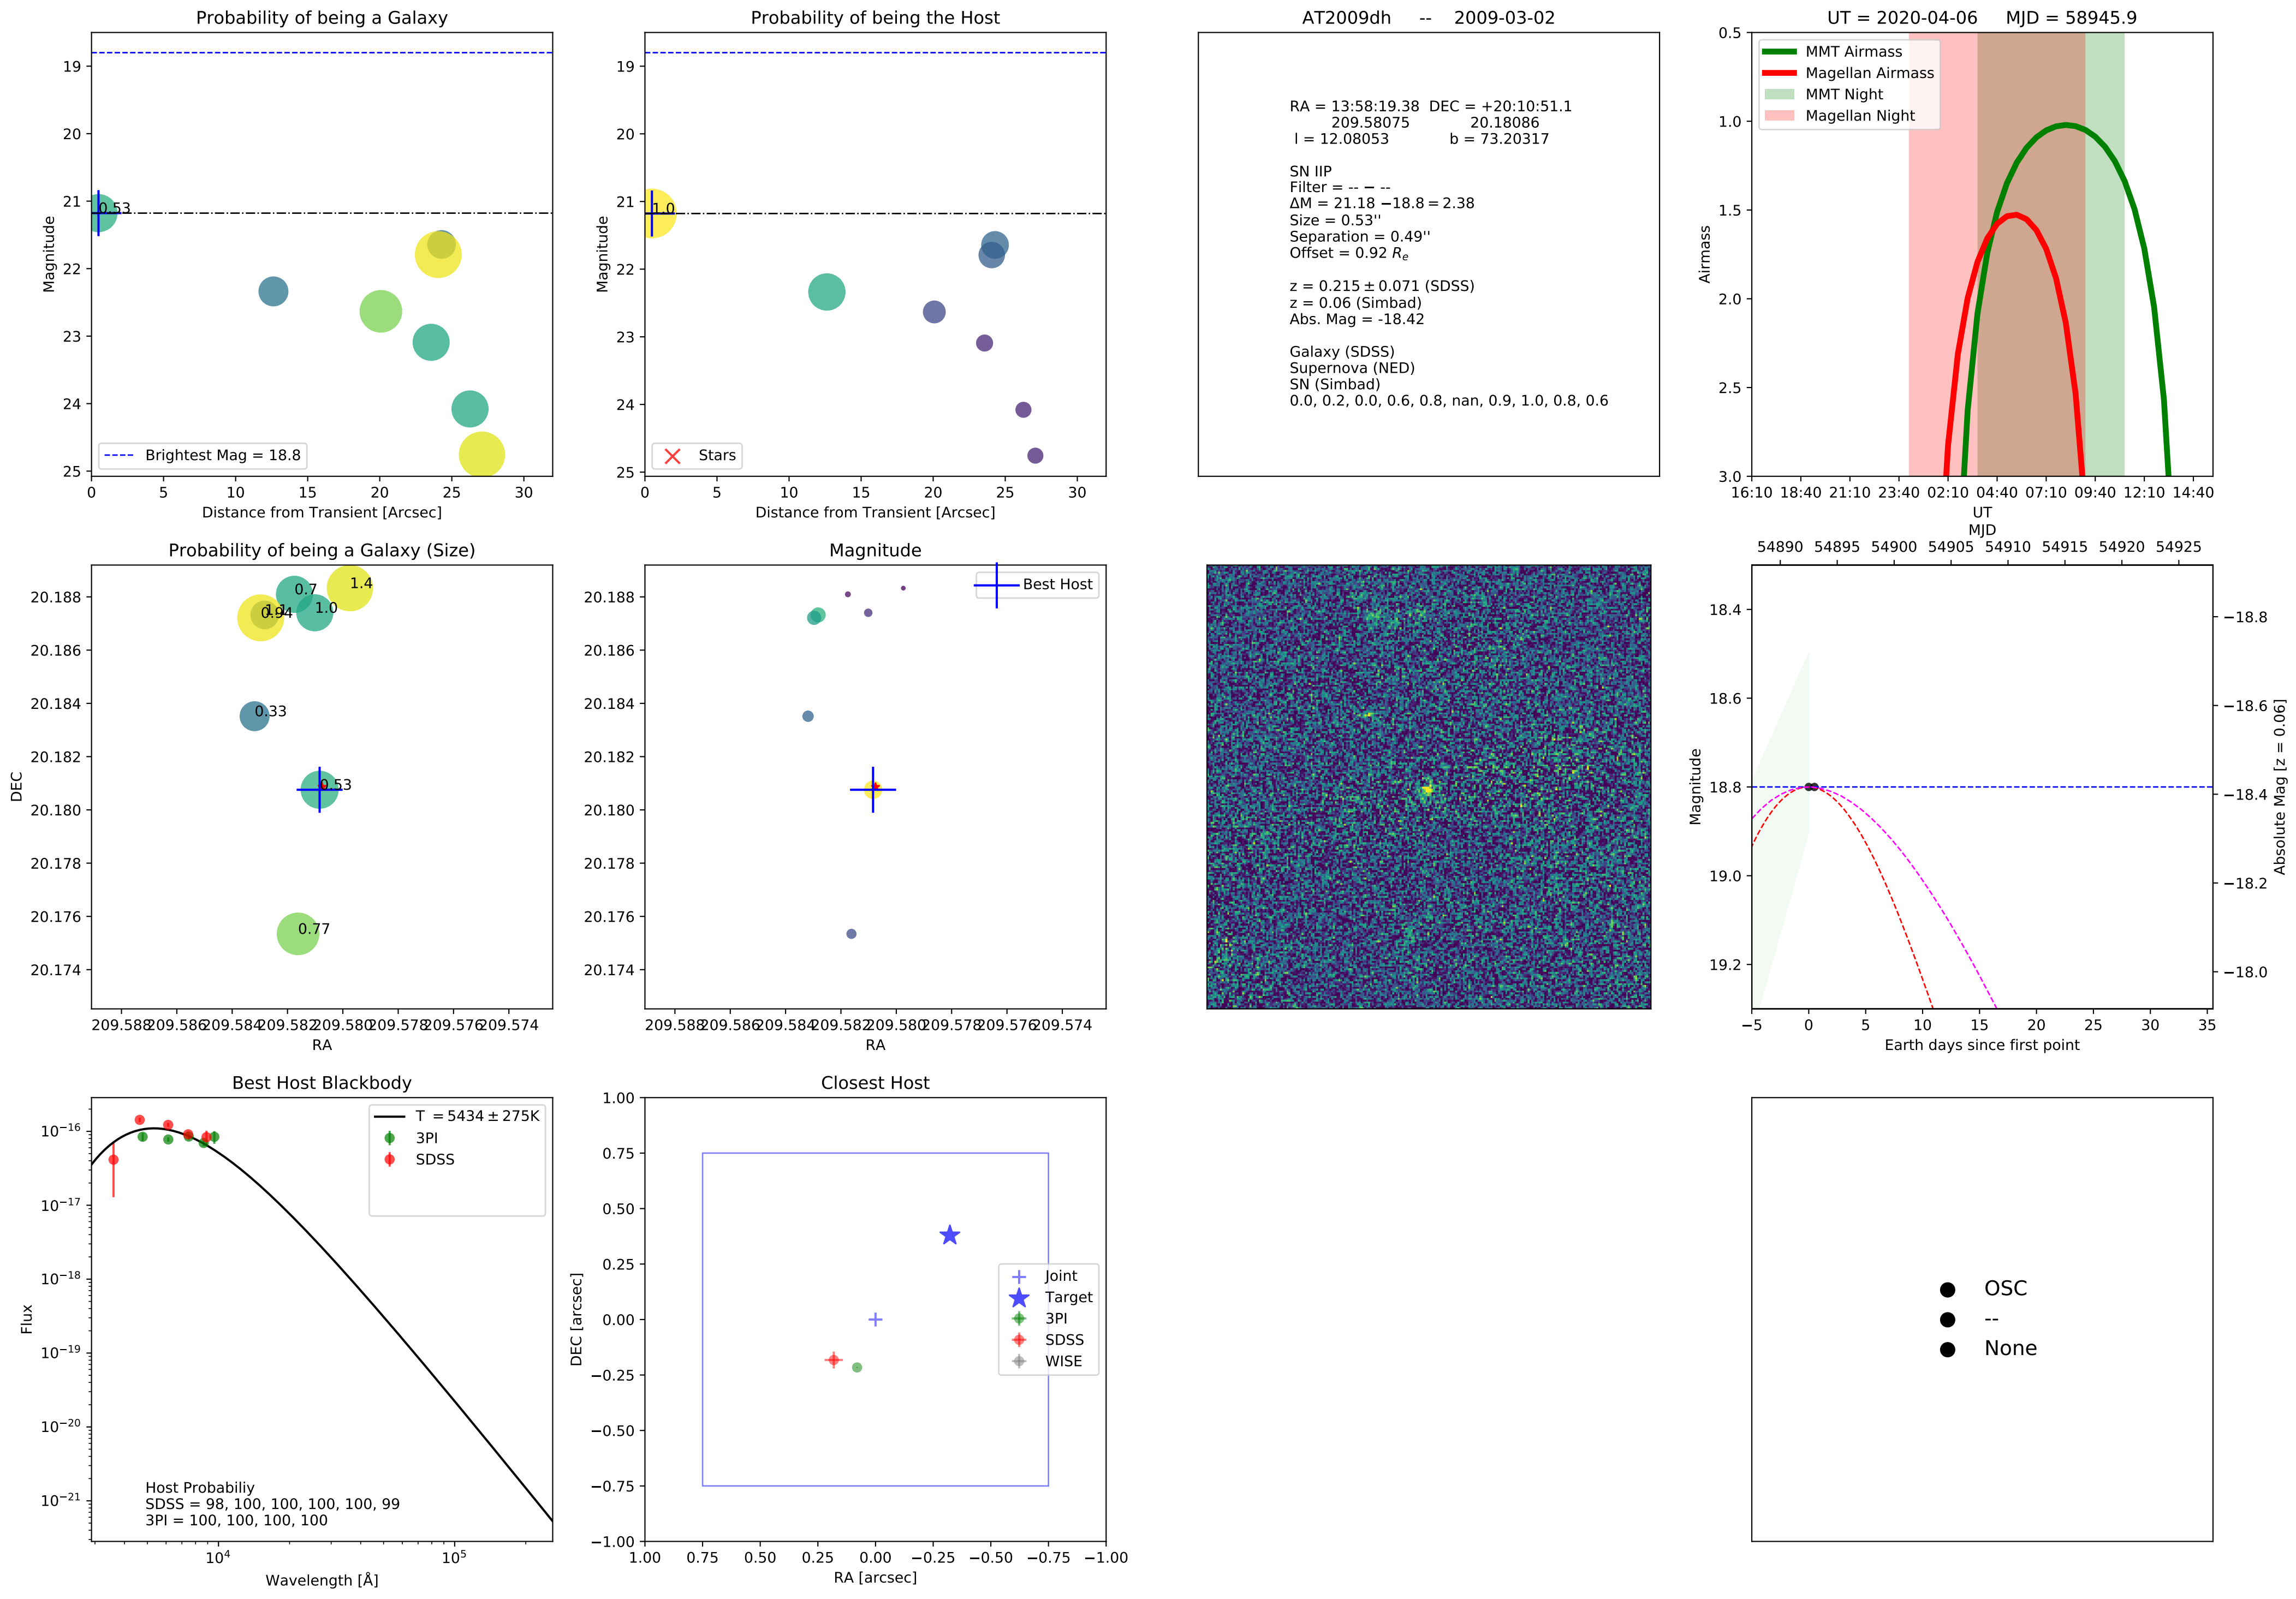 Probability of being a Galaxy
19
20
21
22
23
24
25
Magnitude
0.53
Brightest Mag = 18.8
0 5 10 15 20 25 30
Distance from Transient [Arcsec]
Probability of being the Host
19
20
21
22
23
24
25
Magnitude
1.0
Stars
0 5 10 15 20 25 30
Distance from Transient [Arcsec]
AT2009dh -- 2009-03-02
RA = 13:58:19.38 DEC = +20:10:51.1
209.58075 20.18086
l = 12.08053 b = 73.20317
SN IIP
Filter = -- − --
ΔM = 21.18 −18.8 = 2.38
Size = 0.53''
Separation = 0.49''
Offset = 0.92 Re
z = 0.215 ± 0.071 (SDSS)
z = 0.06 (Simbad)
Abs. Mag = -18.42
Galaxy (SDSS)
Supernova (NED)
SN (Simbad)
0.0, 0.2, 0.0, 0.6, 0.8, nan, 0.9, 1.0, 0.8, 0.6
UT = 2020-04-06 MJD = 58945.9
0.5
1.0
1.5
2.0
2.5
3.0
Airmass
MMT Airmass
Magellan Airmass
MMT Night
Magellan Night
16:10 18:40 21:10 23:40 02:10 04:40 07:10 09:40 12:10 14:40
UT
Probability of being a Galaxy (Size)
20.188
20.186
20.184
20.182
20.180
20.178
20.176
20.174
DEC
1.4
0.7
1.0
0.94
0.33
0.53
0.77
209.588 209.586 209.584 209.582 209.580 209.578 209.576 209.574
RA
Magnitude
20.188
20.186
20.184
20.182
20.180
20.178
20.176
20.174
Best Host
209.588 209.586 209.584 209.582 209.580 209.578 209.576 209.574
RA
MJD
54890 54895 54900 54905 54910 54915 54920 54925
18.4
18.6
18.8
19.0
19.2
Magnitude
−18.8
−18.6
−18.4
−18.2
−18.0
Absolute Mag [z = 0.06]
−5 0 5 10 15 20 25 30 35
Earth days since first point
Best Host Blackbody
10−16
10−17
10−18
10−19
10−20
10−21
Flux
T = 5434 ± 275K
3PI
SDSS
Host Probabiliy
SDSS = 98, 100, 100, 100, 100, 99
3PI = 100, 100, 100, 100
104 105
Wavelength [Å]
Closest Host
1.00
0.75
0.50
0.25
0.00
−0.25
−0.50
−0.75
−1.00
DEC [arcsec]
Joint
Target
3PI
SDSS
WISE
1.00 0.75 0.50 0.25 0.00 −0.25 −0.50 −0.75 −1.00
RA [arcsec]
OSC
--
None